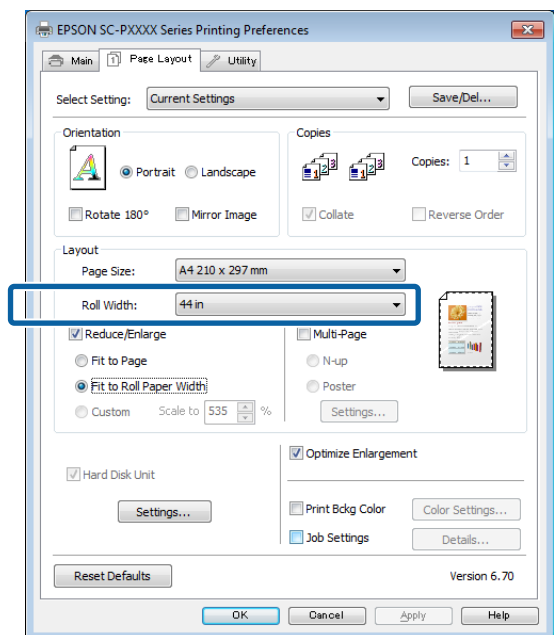 EPSON SC-PXXXX Series Printing Preferences
Main Page Layout Utility
Select Setting: Current Settings Save/Del...
Orientation
Portrait Landscape
Rotate 180° Mirror Image
Copies
Copies: 1
Collate Reverse Order
Layout
Page Size: A4 210 x 297 mm
Roll Width: 44 in
Reduce/Enlarge
Fit to Page
Fit to Roll Paper Width
Custom Scale to 535 %
Multi-Page
N-up
Poster
Settings...
Hard Disk Unit
Settings...
Optimize Enlargement
Print Bckg Color Color Settings...
Job Settings Details...
Reset Defaults Version 6.70
OK Cancel Apply Help